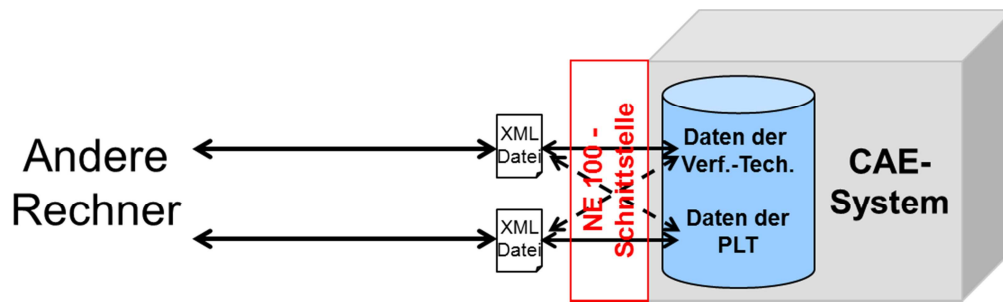 Andere
Rechner
XML
Datei
XML
Datei
NE 100 -
Schnittstelle
Daten der
Verf.-Tech.
Daten der
PLT
CAE-
System